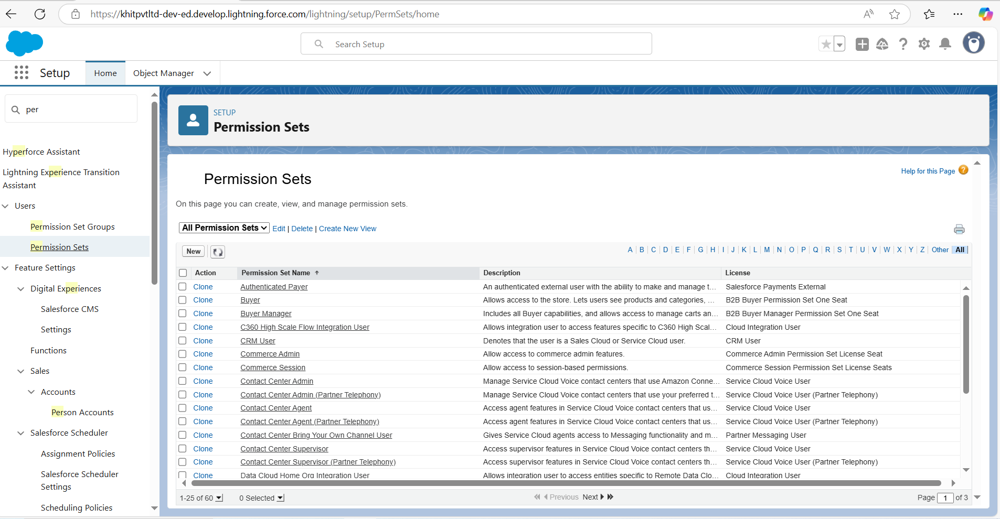 https://khitpvtltd-dev-ed.develop.lightning.force.com/lightning/setup/PermSets/home
Search Setup
Setup
Home
Object Manager
per
Hyperforce Assistant
Lightning Experience Transition
Assistant
Users
Permission Set Groups
Permission Sets
Feature Settings
Digital Experiences
Salesforce CMS
Settings
Functions
Sales
Accounts
Person Accounts
Salesforce Scheduler
Assignment Policies
Salesforce Scheduler
Settings
Scheduling Policies
SETUP
Permission Sets
Permission Sets
Help for this Page ?
On this page you can create, view, and manage permission sets.
All Permission Sets Edit | Delete | Create New View
New
A | B | C | D | E | F | G | H | I | J | K | L | M | N | O | P | Q | R | S | T | U | V | W | X | Y | Z | Other | All
Action Permission Set Name ↑ Description License
Clone Authenticated Payer An authenticated external user with the ability to make and manage t... Salesforce Payments External
Clone Buyer Allows access to the store. Lets users see products and categories, ... B2B Buyer Permission Set One Seat
Clone Buyer Manager Includes all Buyer capabilities, and allows access to manage carts an... B2B Buyer Manager Permission Set One Seat
Clone C360 High Scale Flow Integration User Allows integration user to access features specific to C360 High Scal... Cloud Integration User
Clone CRM User Denotes that the user is a Sales Cloud or Service Cloud user. CRM User
Clone Commerce Admin Allow access to commerce admin features. Commerce Admin Permission Set License Seat
Clone Commerce Session Allow access to session-based permissions. Commerce Session Permission Set License Seats
Clone Contact Center Admin Manage Service Cloud Voice contact centers that use Amazon Conne... Service Cloud Voice User
Clone Contact Center Admin (Partner Telephony) Manage Service Cloud Voice contact centers that use your preferred t... Service Cloud Voice User (Partner Telephony)
Clone Contact Center Agent Access agent features in Service Cloud Voice contact centers that us... Service Cloud Voice User
Clone Contact Center Agent (Partner Telephony) Access agent features in Service Cloud Voice contact centers that us... Service Cloud Voice User (Partner Telephony)
Clone Contact Center Bring Your Own Channel User Gives Service Cloud agents access to Messaging functionality and m... Partner Messaging User
Clone Contact Center Supervisor Access supervisor features in Service Cloud Voice contact centers th... Service Cloud Voice User
Clone Contact Center Supervisor (Partner Telephony) Access supervisor features in Service Cloud Voice contact centers th... Service Cloud Voice User (Partner Telephony)
Clone Data Cloud Home Org Integration User Allows integration user to access entities specific to Remote Data Clo... Cloud Integration User
1-25 of 60 0 Selected Previous Next Page 1 of 3